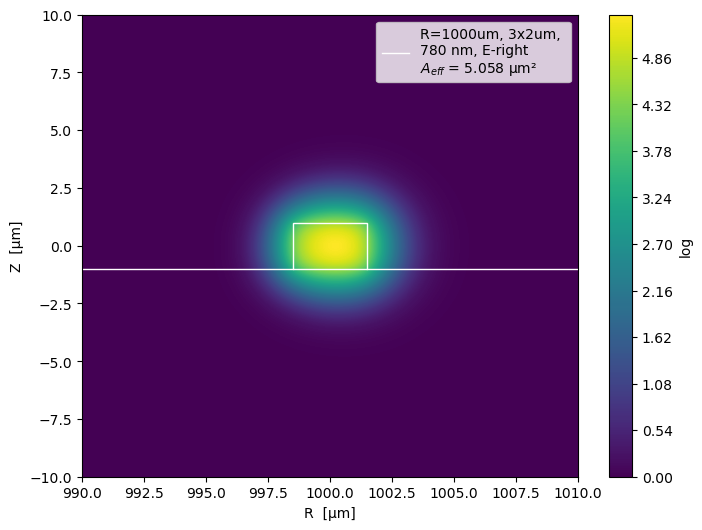 R=1000um, 3x2um,
780 nm, E-right
A_eff = 5.058 µm²
10.0
7.5
5.0
2.5
0.0
−2.5
−5.0
−7.5
−10.0
Z [µm]
990.0 992.5 995.0 997.5 1000.0 1002.5 1005.0 1007.5 1010.0
R [µm]
4.86
4.32
3.78
3.24
2.70
2.16
1.62
1.08
0.54
0.00
log